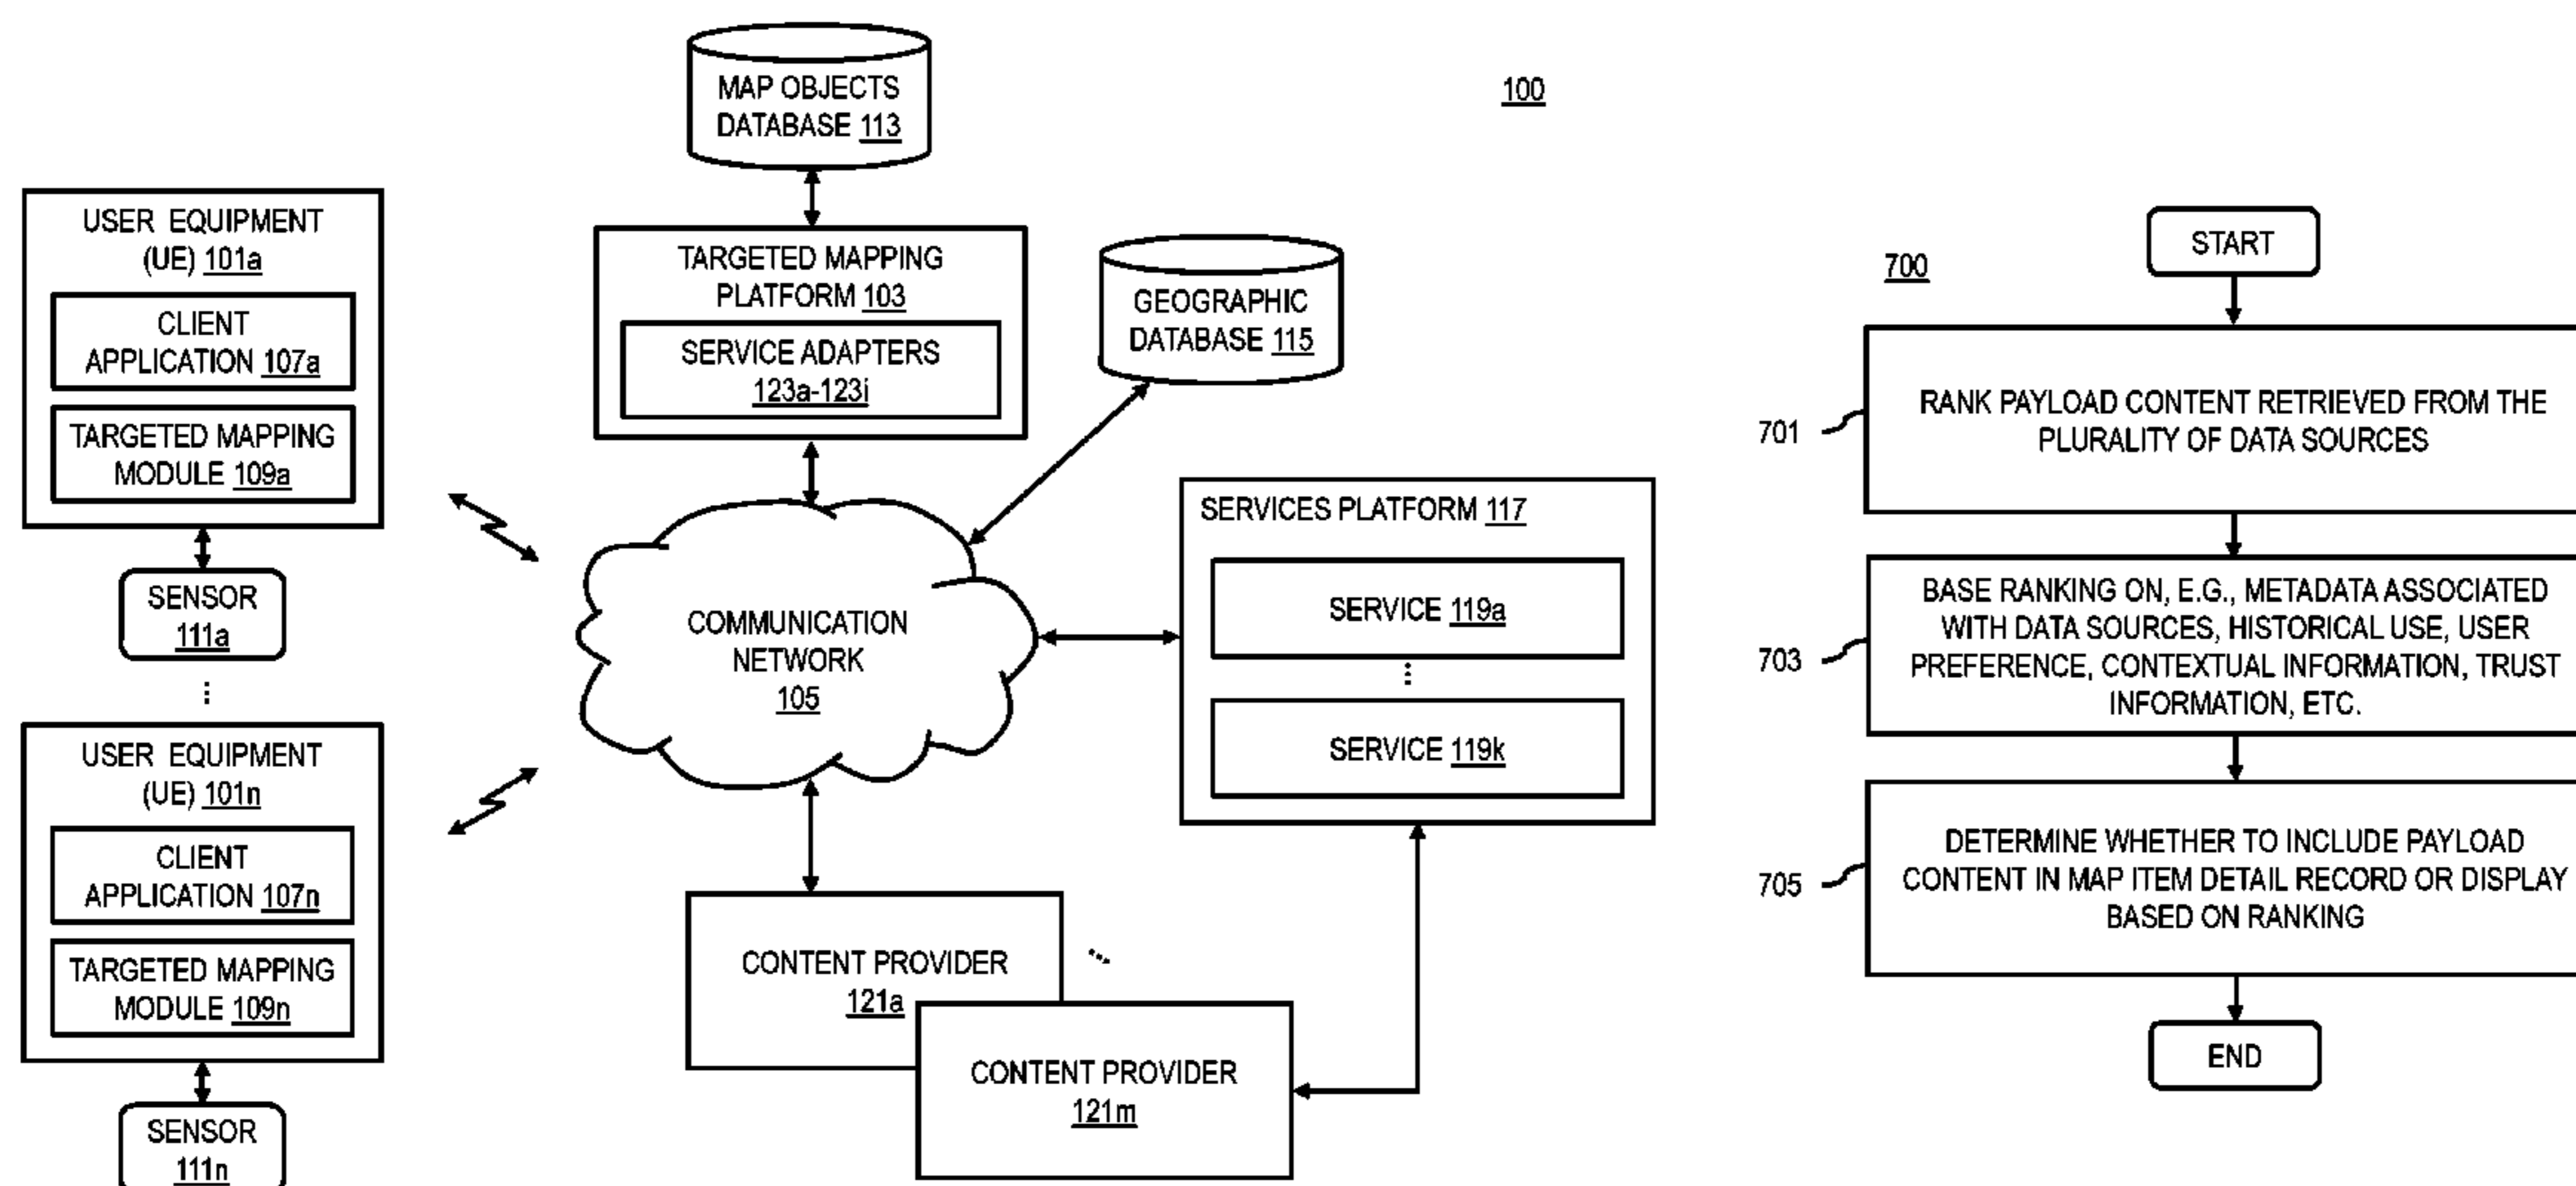 100
MAP OBJECTS
DATABASE 113
USER EQUIPMENT
(UE) 101a
CLIENT
APPLICATION 107a
TARGETED MAPPING
MODULE 109a
SENSOR
111a
USER EQUIPMENT
(UE) 101n
CLIENT
APPLICATION 107n
TARGETED MAPPING
MODULE 109n
SENSOR
111n
TARGETED MAPPING
PLATFORM 103
SERVICE ADAPTERS
123a-123i
GEOGRAPHIC
DATABASE 115
COMMUNICATION
NETWORK
105
SERVICES PLATFORM 117
SERVICE 119a
SERVICE 119k
CONTENT PROVIDER
121a
CONTENT PROVIDER
121m
700
START
701
RANK PAYLOAD CONTENT RETRIEVED FROM THE
PLURALITY OF DATA SOURCES
703
BASE RANKING ON, E.G., METADATA ASSOCIATED
WITH DATA SOURCES, HISTORICAL USE, USER
PREFERENCE, CONTEXTUAL INFORMATION, TRUST
INFORMATION, ETC.
705
DETERMINE WHETHER TO INCLUDE PAYLOAD
CONTENT IN MAP ITEM DETAIL RECORD OR DISPLAY
BASED ON RANKING
END